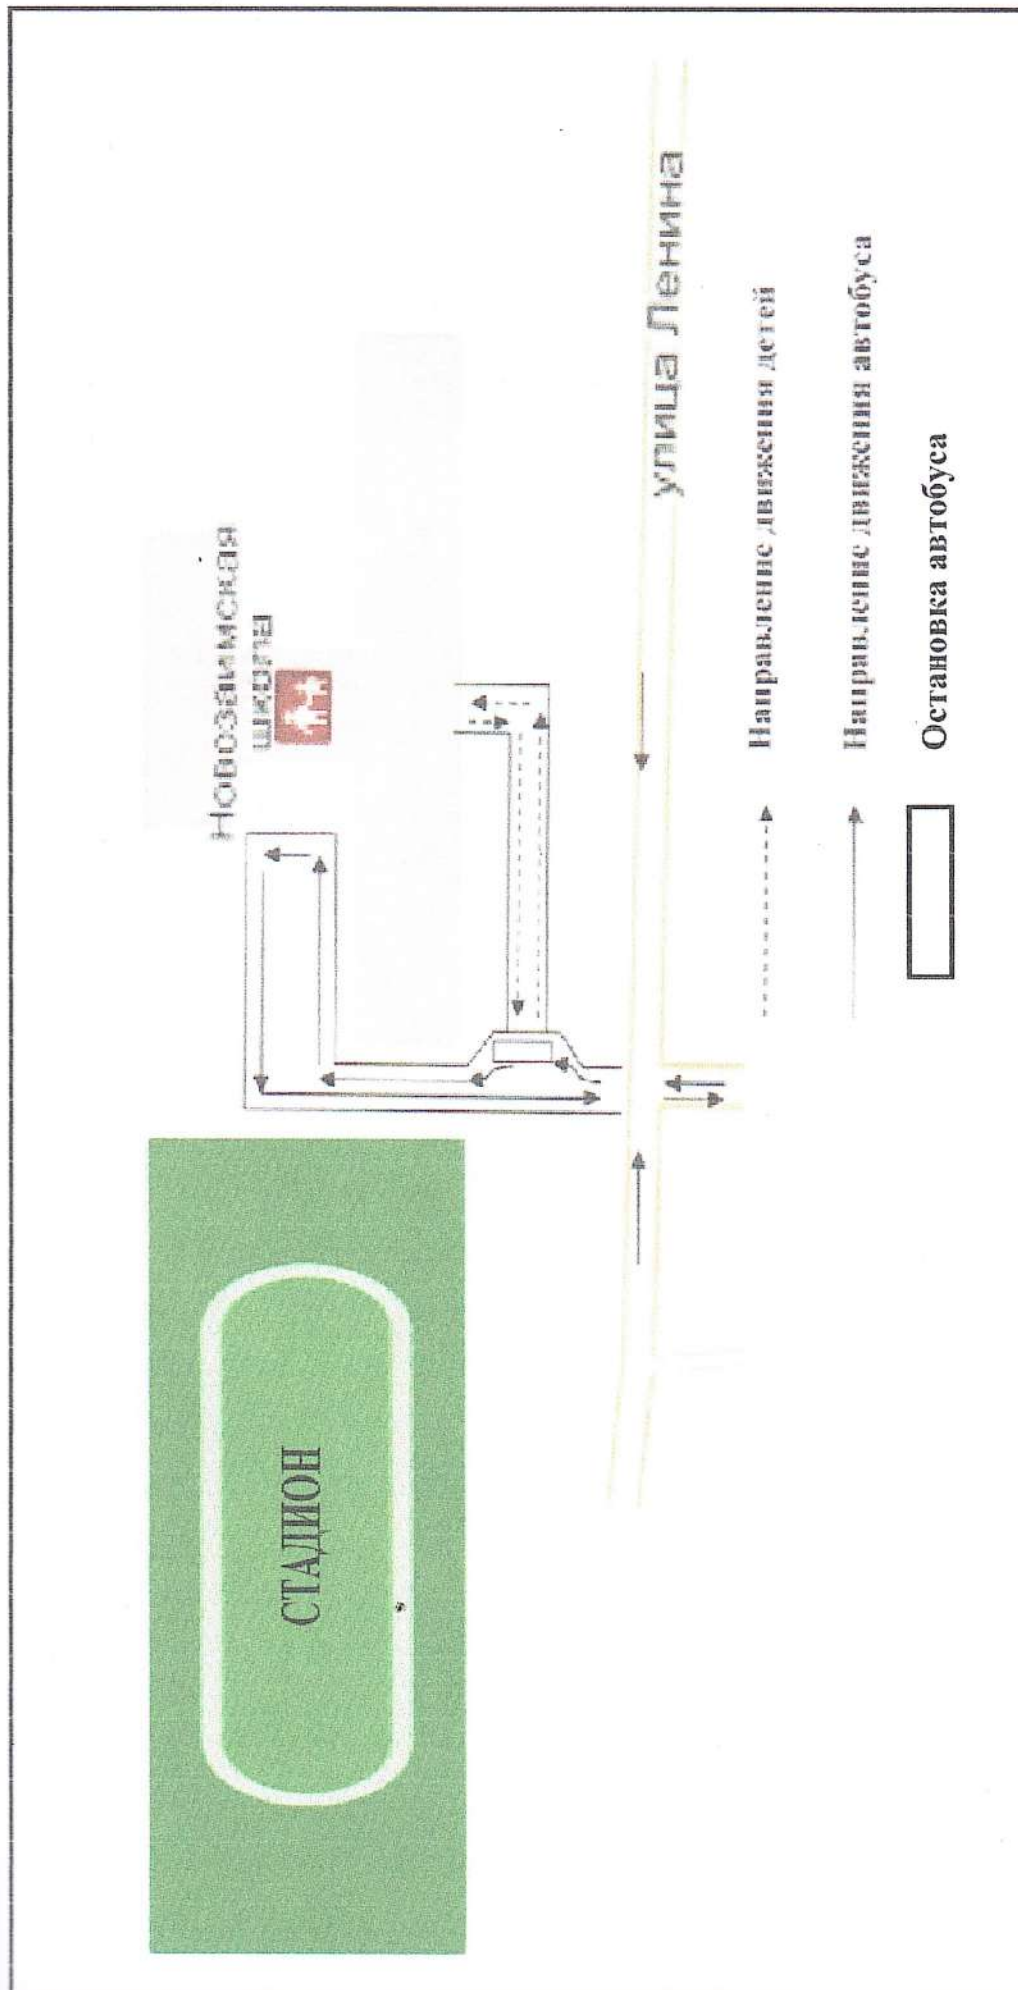 Новозаимская
школа
СТАДИОН
улица Ленина
Направление движения детей
Направление движения автобуса
Остановка автобуса